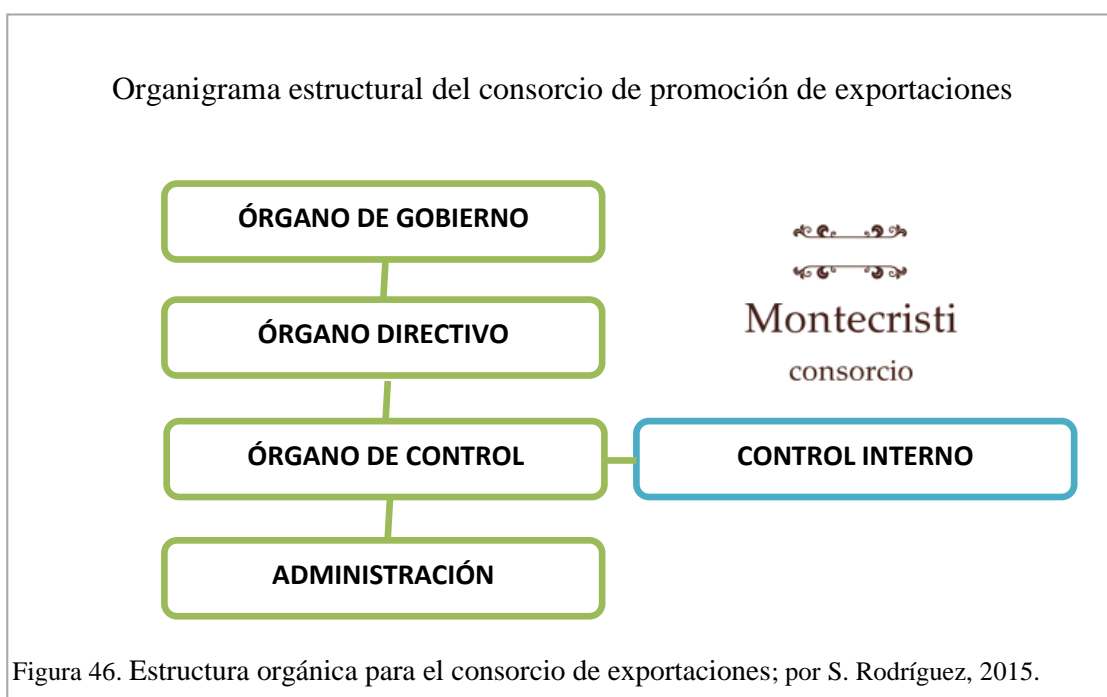 Organigrama estructural del consorcio de promoción de exportaciones
ÓRGANO DE GOBIERNO
ÓRGANO DIRECTIVO
Montecristi
consorcio
ÓRGANO DE CONTROL
CONTROL INTERNO
ADMINISTRACIÓN
Figura 46. Estructura orgánica para el consorcio de exportaciones; por S. Rodríguez, 2015.